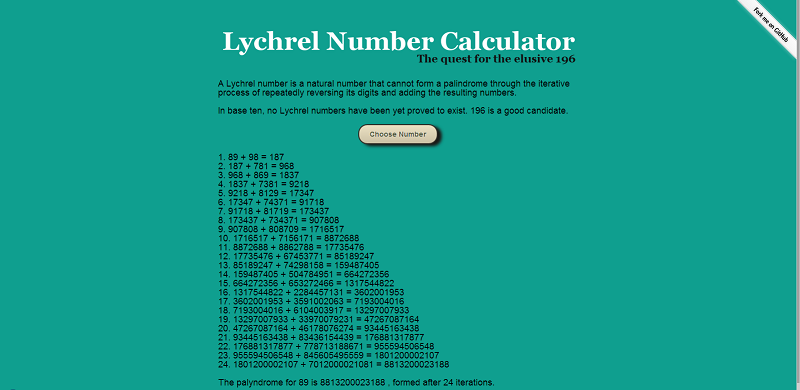 Fork me on GitHub
Lychrel Number Calculator
The quest for the elusive 196
A Lychrel number is a natural number that cannot form a palindrome through the iterative
process of repeatedly reversing its digits and adding the resulting numbers.
In base ten, no Lychrel numbers have been yet proved to exist. 196 is a good candidate.
Choose Number
1. 89 + 98 = 187
2. 187 + 781 = 968
3. 968 + 869 = 1837
4. 1837 + 7381 = 9218
5. 9218 + 8129 = 17347
6. 17347 + 74371 = 91718
7. 91718 + 81719 = 173437
8. 173437 + 734371 = 907808
9. 907808 + 808709 = 1716517
10. 1716517 + 7156171 = 8872688
11. 8872688 + 8862788 = 17735476
12. 17735476 + 67453771 = 85189247
13. 85189247 + 74298158 = 159487405
14. 159487405 + 504784951 = 664272356
15. 664272356 + 653272466 = 1317544822
16. 1317544822 + 2284457131 = 3602001953
17. 3602001953 + 3591002063 = 7193004016
18. 7193004016 + 6104003917 = 13297007933
19. 13297007933 + 33970079231 = 47267087164
20. 47267087164 + 46178076274 = 93445163438
21. 93445163438 + 83436154439 = 176881317877
22. 176881317877 + 778713188671 = 955594506548
23. 955594506548 + 845605495559 = 1801200002107
24. 1801200002107 + 7012000021081 = 8813200023188
The palyndrome for 89 is 8813200023188 , formed after 24 iterations.